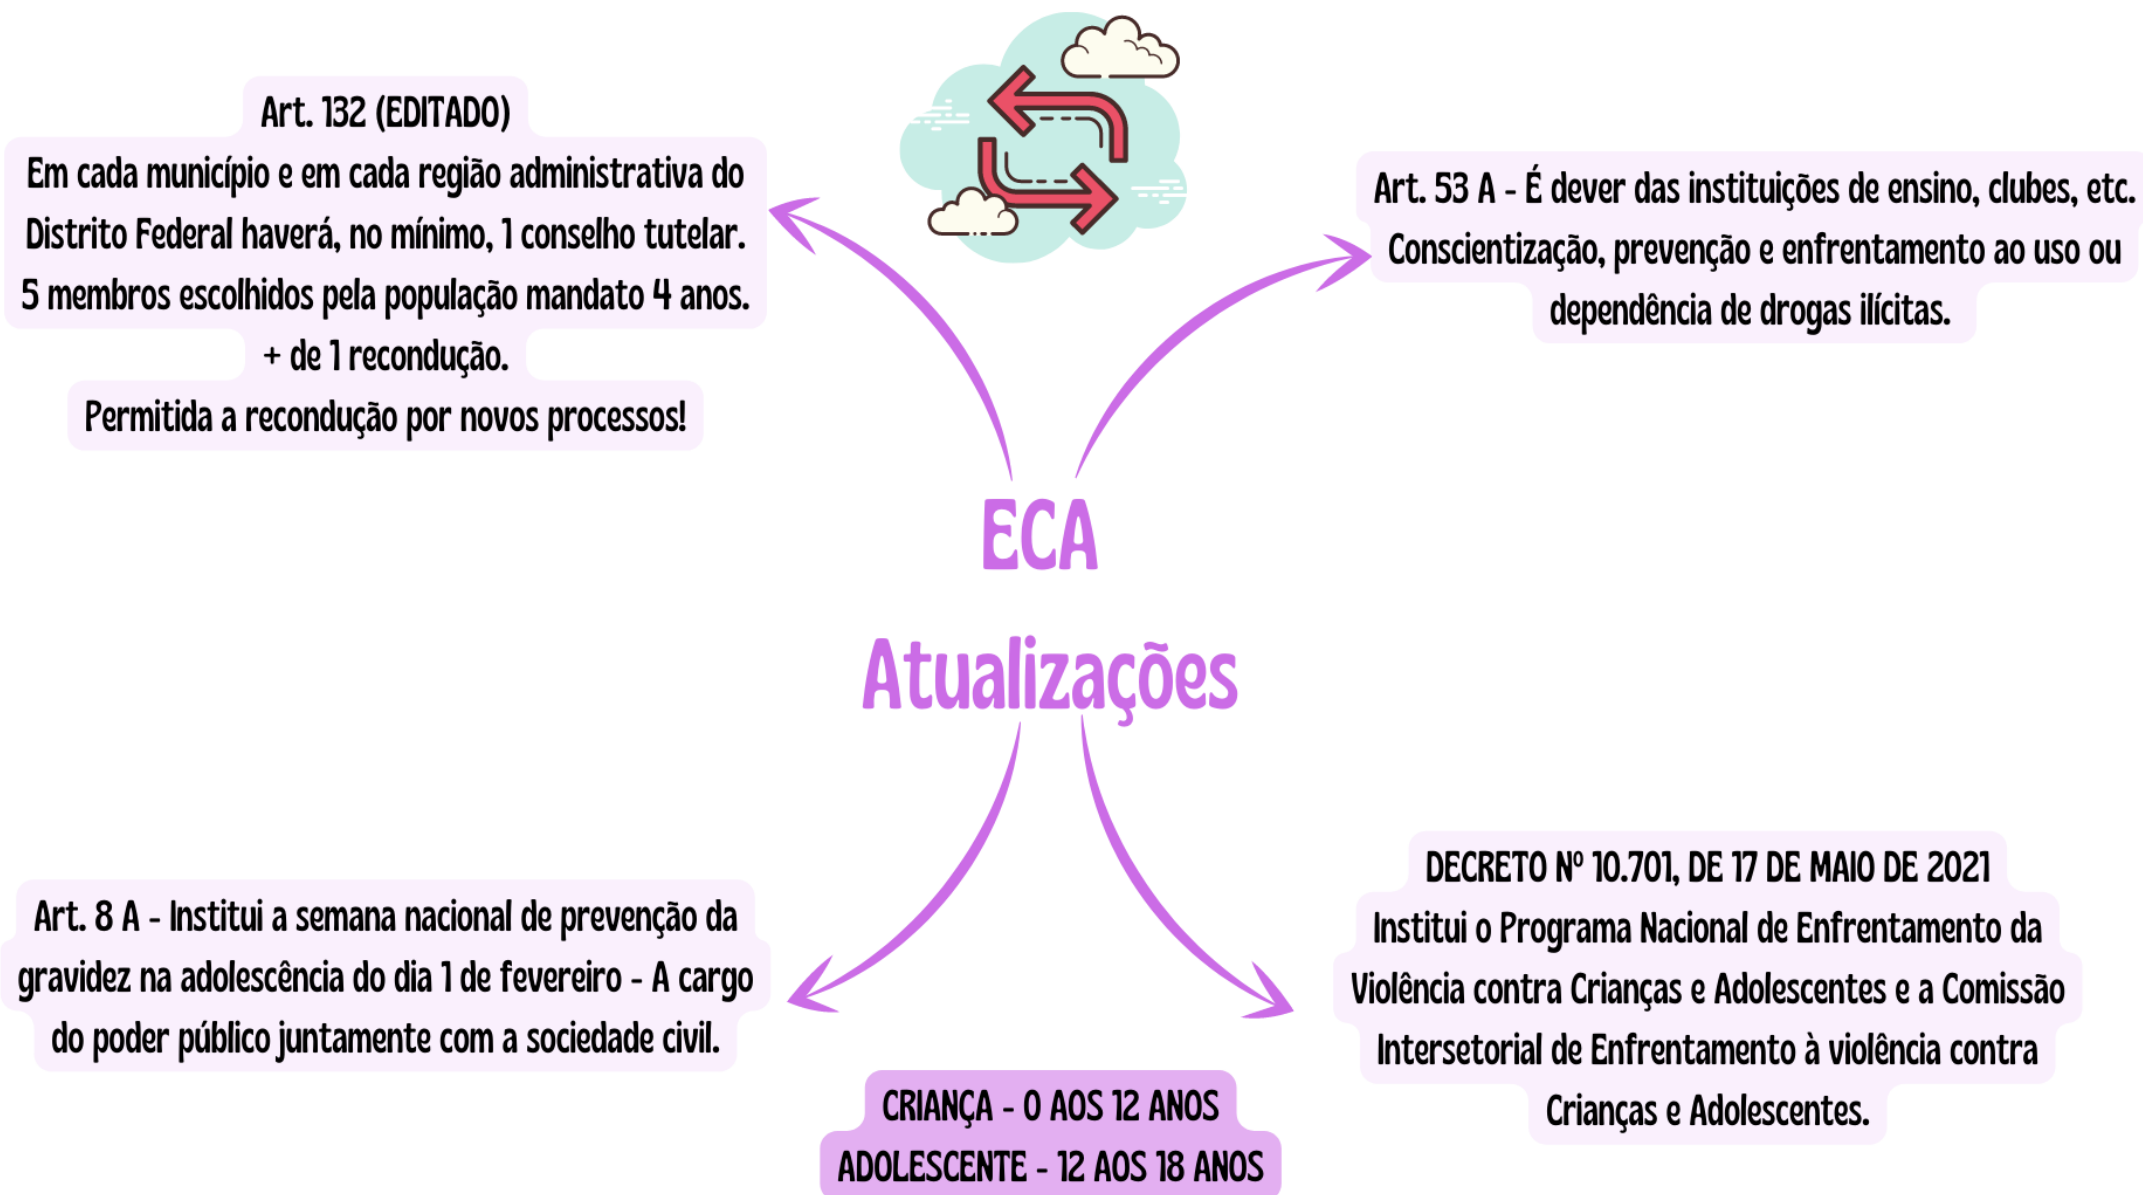 Art. 132 (EDITADO)
Em cada município e em cada região administrativa do
Distrito Federal haverá, no mínimo, 1 conselho tutelar.
5 membros escolhidos pela população mandato 4 anos.
+ de 1 recondução.
Permitida a recondução por novos processos!
Art. 53 A - É dever das instituições de ensino, clubes, etc.
Conscientização, prevenção e enfrentamento ao uso ou
dependência de drogas ilícitas.
ECA
Atualizações
Art. 8 A - Institui a semana nacional de prevenção da
gravidez na adolescência do dia 1 de fevereiro - A cargo
do poder público juntamente com a sociedade civil.
DECRETO Nº 10.701, DE 17 DE MAIO DE 2021
Institui o Programa Nacional de Enfrentamento da
Violência contra Crianças e Adolescentes e a Comissão
Intersetorial de Enfrentamento à violência contra
Crianças e Adolescentes.
CRIANÇA - 0 AOS 12 ANOS
ADOLESCENTE - 12 AOS 18 ANOS